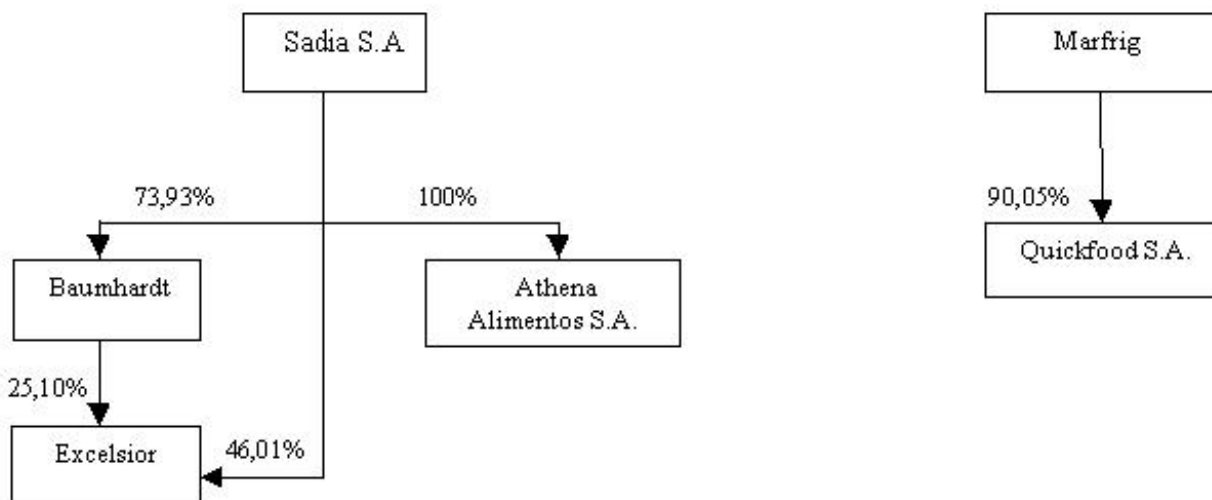 Sadia S.A
Marfrig
73,93%
100%
90,05%
Baumhardt
Athena
Alimentos S.A.
Quickfood S.A.
25,10%
Excelsior
46,01%